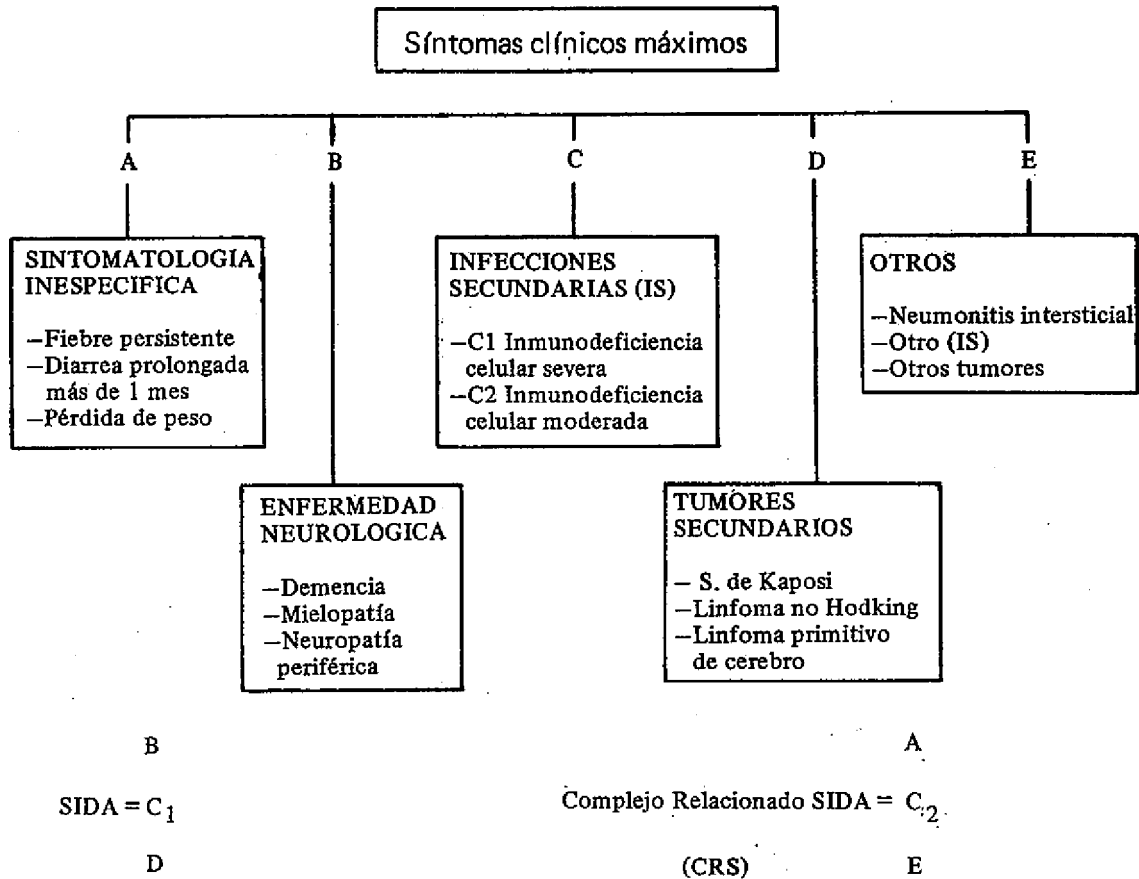 Síntomas clínicos máximos
A
B
C
D
E
SINTOMATOLOGIA
INESPECIFICA
—Fiebre persistente
—Diarrea prolongada
más de 1 mes
—Pérdida de peso
INFECCIONES
SECUNDARIAS (IS)
—C1 Inmunodeficiencia
celular severa
—C2 Inmunodeficiencia
celular moderada
OTROS
—Neumonitis intersticial
—Otro (IS)
—Otros tumores
ENFERMEDAD
NEUROLOGICA
—Demencia
—Mielopatía
—Neuropatía
periférica
TUMORES
SECUNDARIOS
— S. de Kaposi
—Linfoma no Hodking
—Linfoma primitivo
de cerebro
B
SIDA = C1
D
A
Complejo Relacionado SIDA = C2
(CRS) E